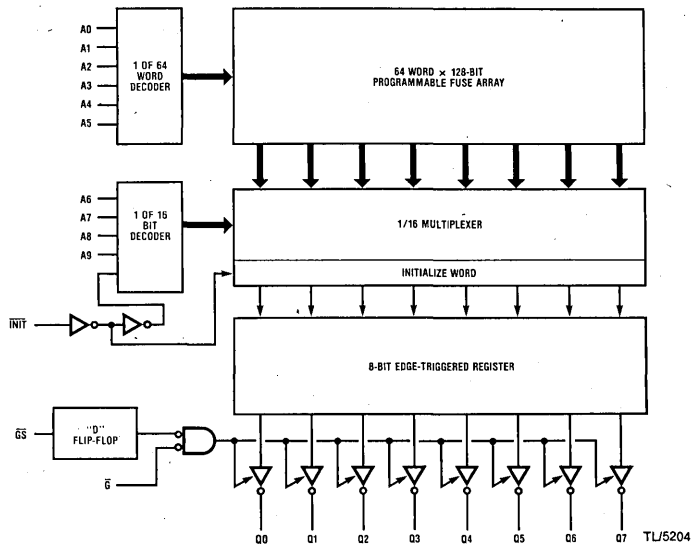 A0
A1
A2
A3
A4
A5
1 OF 64
WORD
DECODER
64 WORD × 128-BIT
PROGRAMMABLE FUSE ARRAY
A6
A7
A8
A9
1 OF 16
BIT
DECODER
1/16 MULTIPLEXER
INITIALIZE WORD
INIT
8-BIT EDGE-TRIGGERED REGISTER
GS
"D"
FLIP-FLOP
G
Q0 Q1 Q2 Q3 Q4 Q5 Q6 Q7 TL/5204